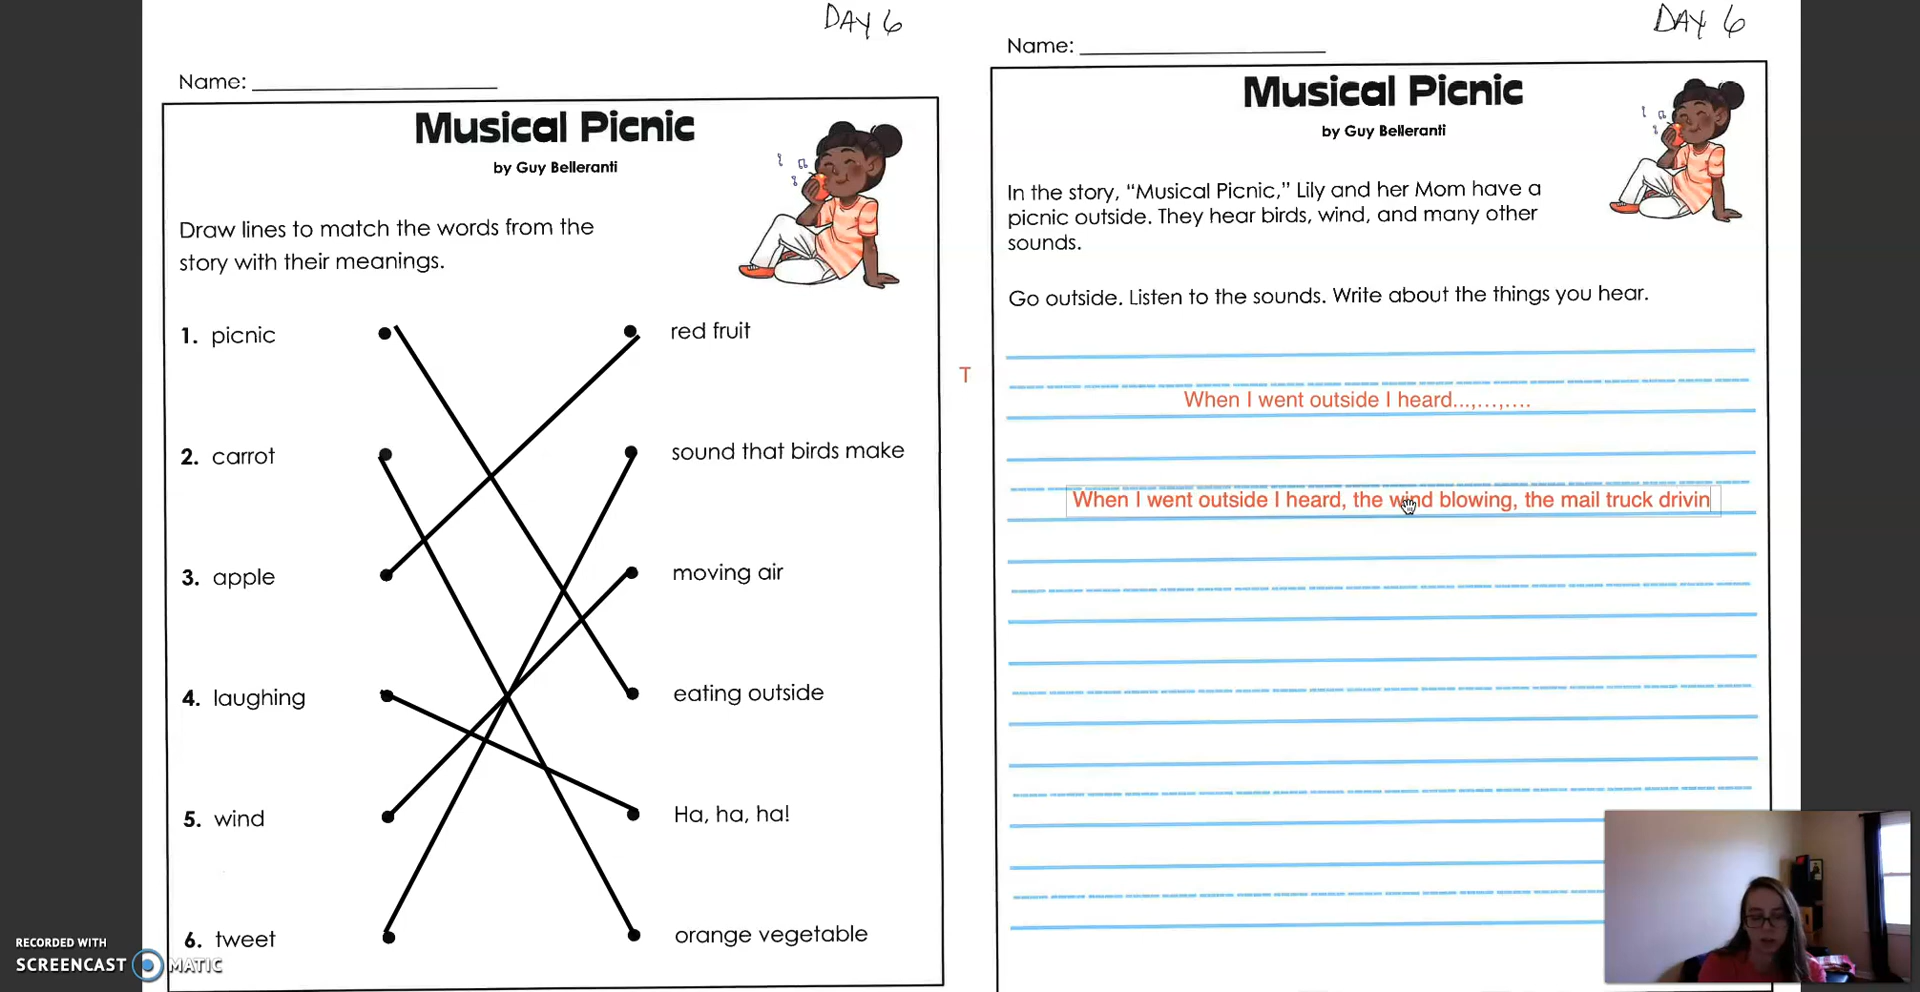 DAY 6
Name:
Musical Picnic
by Guy Belleranti
Draw lines to match the words from the
story with their meanings.
1. picnic
red fruit
2. carrot
sound that birds make
3. apple
moving air
4. laughing
eating outside
5. wind
Ha, ha, ha!
6. tweet
orange vegetable
T
DAY 6
Name:
Musical Picnic
by Guy Belleranti
In the story, “Musical Picnic,” Lily and her Mom have a
picnic outside. They hear birds, wind, and many other
sounds.
Go outside. Listen to the sounds. Write about the things you hear.
When I went outside I heard...,...,....
When I went outside I heard, the wind blowing, the mail truck drivin
RECORDED WITH
SCREENCAST MATIC